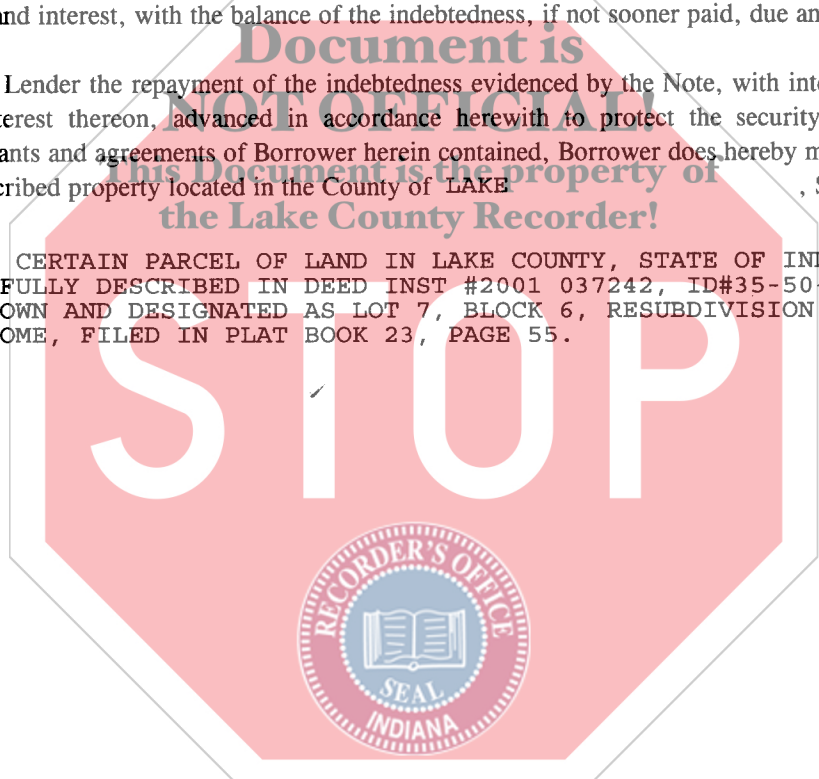 and interest, with the balance of the indebtedness, if not sooner paid, due an
Document is
Lender the repayment of the indebtedness evidenced by the Note, with inte
NOT OFFICIAL!
terest thereon, advanced in accordance herewith to protect the security
ants and agreements of Borrower herein contained, Borrower does hereby m
This Document is the property of
cribed property located in the County of LAKE , S
the Lake County Recorder!
CERTAIN PARCEL OF LAND IN LAKE COUNTY, STATE OF IN
FULLY DESCRIBED IN DEED INST #2001 037242, ID#35-50-
OWN AND DESIGNATED AS LOT 7, BLOCK 6, RESUBDIVISION
OME, FILED IN PLAT BOOK 23, PAGE 55.
STOP
RECORDER'S OFFICE
SEAL
INDIANA